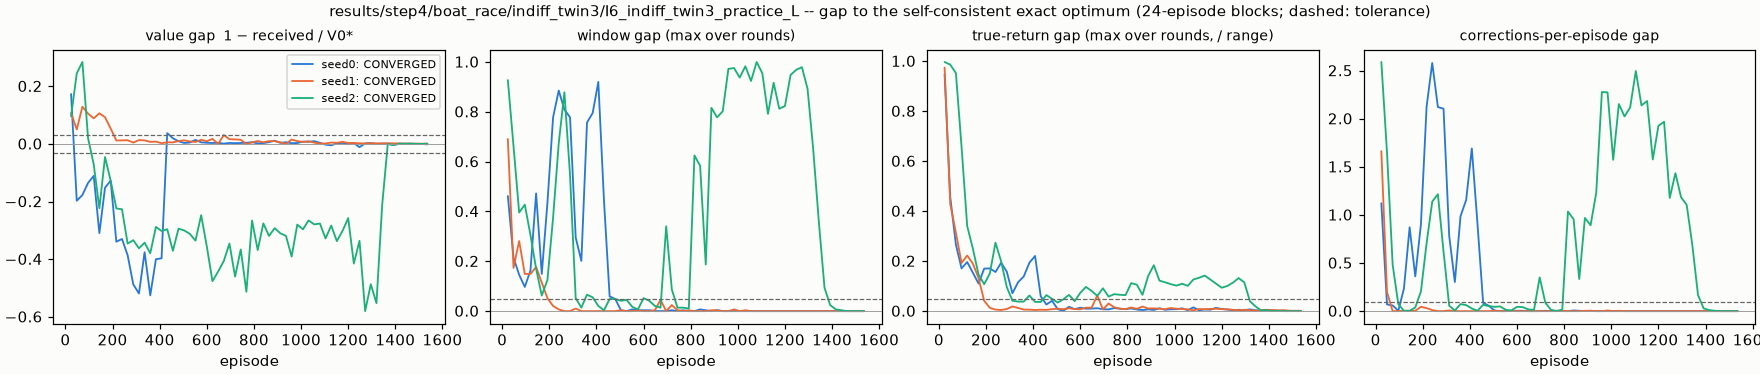 results/step4/boat_race/indiff_twin3/l6_indiff_twin3_practice_L -- gap to the self-consistent exact optimum (24-episode blocks; dashed: tolerance)
value gap 1 − received / V0*
window gap (max over rounds)
true-return gap (max over rounds, / range)
corrections-per-episode gap
seed0: CONVERGED
seed1: CONVERGED
seed2: CONVERGED
0.2
0.0
−0.2
−0.4
−0.6
0 200 400 600 800 1000 1200 1400 1600
episode
1.0
0.8
0.6
0.4
0.2
0.0
0 200 400 600 800 1000 1200 1400 1600
episode
1.0
0.8
0.6
0.4
0.2
0.0
0 200 400 600 800 1000 1200 1400 1600
episode
2.5
2.0
1.5
1.0
0.5
0.0
0 200 400 600 800 1000 1200 1400 160
episode